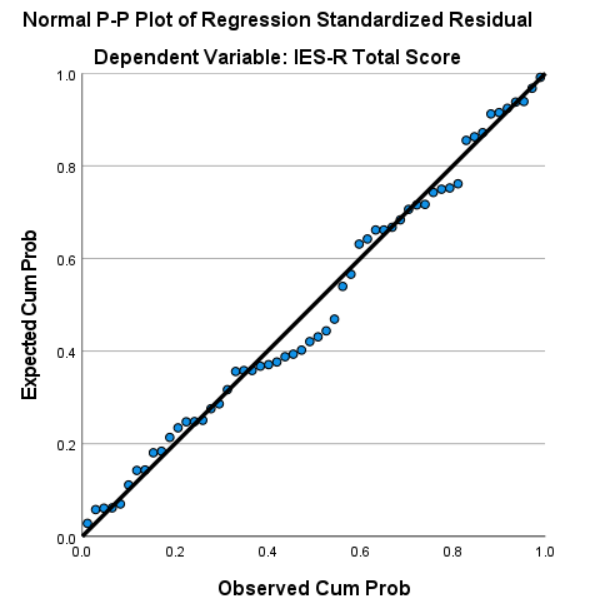 Normal P-P Plot of Regression Standardized Residual
Dependent Variable: IES-R Total Score
Expected Cum Prob
1.0
0.8
0.6
0.4
0.2
0.0
0.0 0.2 0.4 0.6 0.8 1.0
Observed Cum Prob